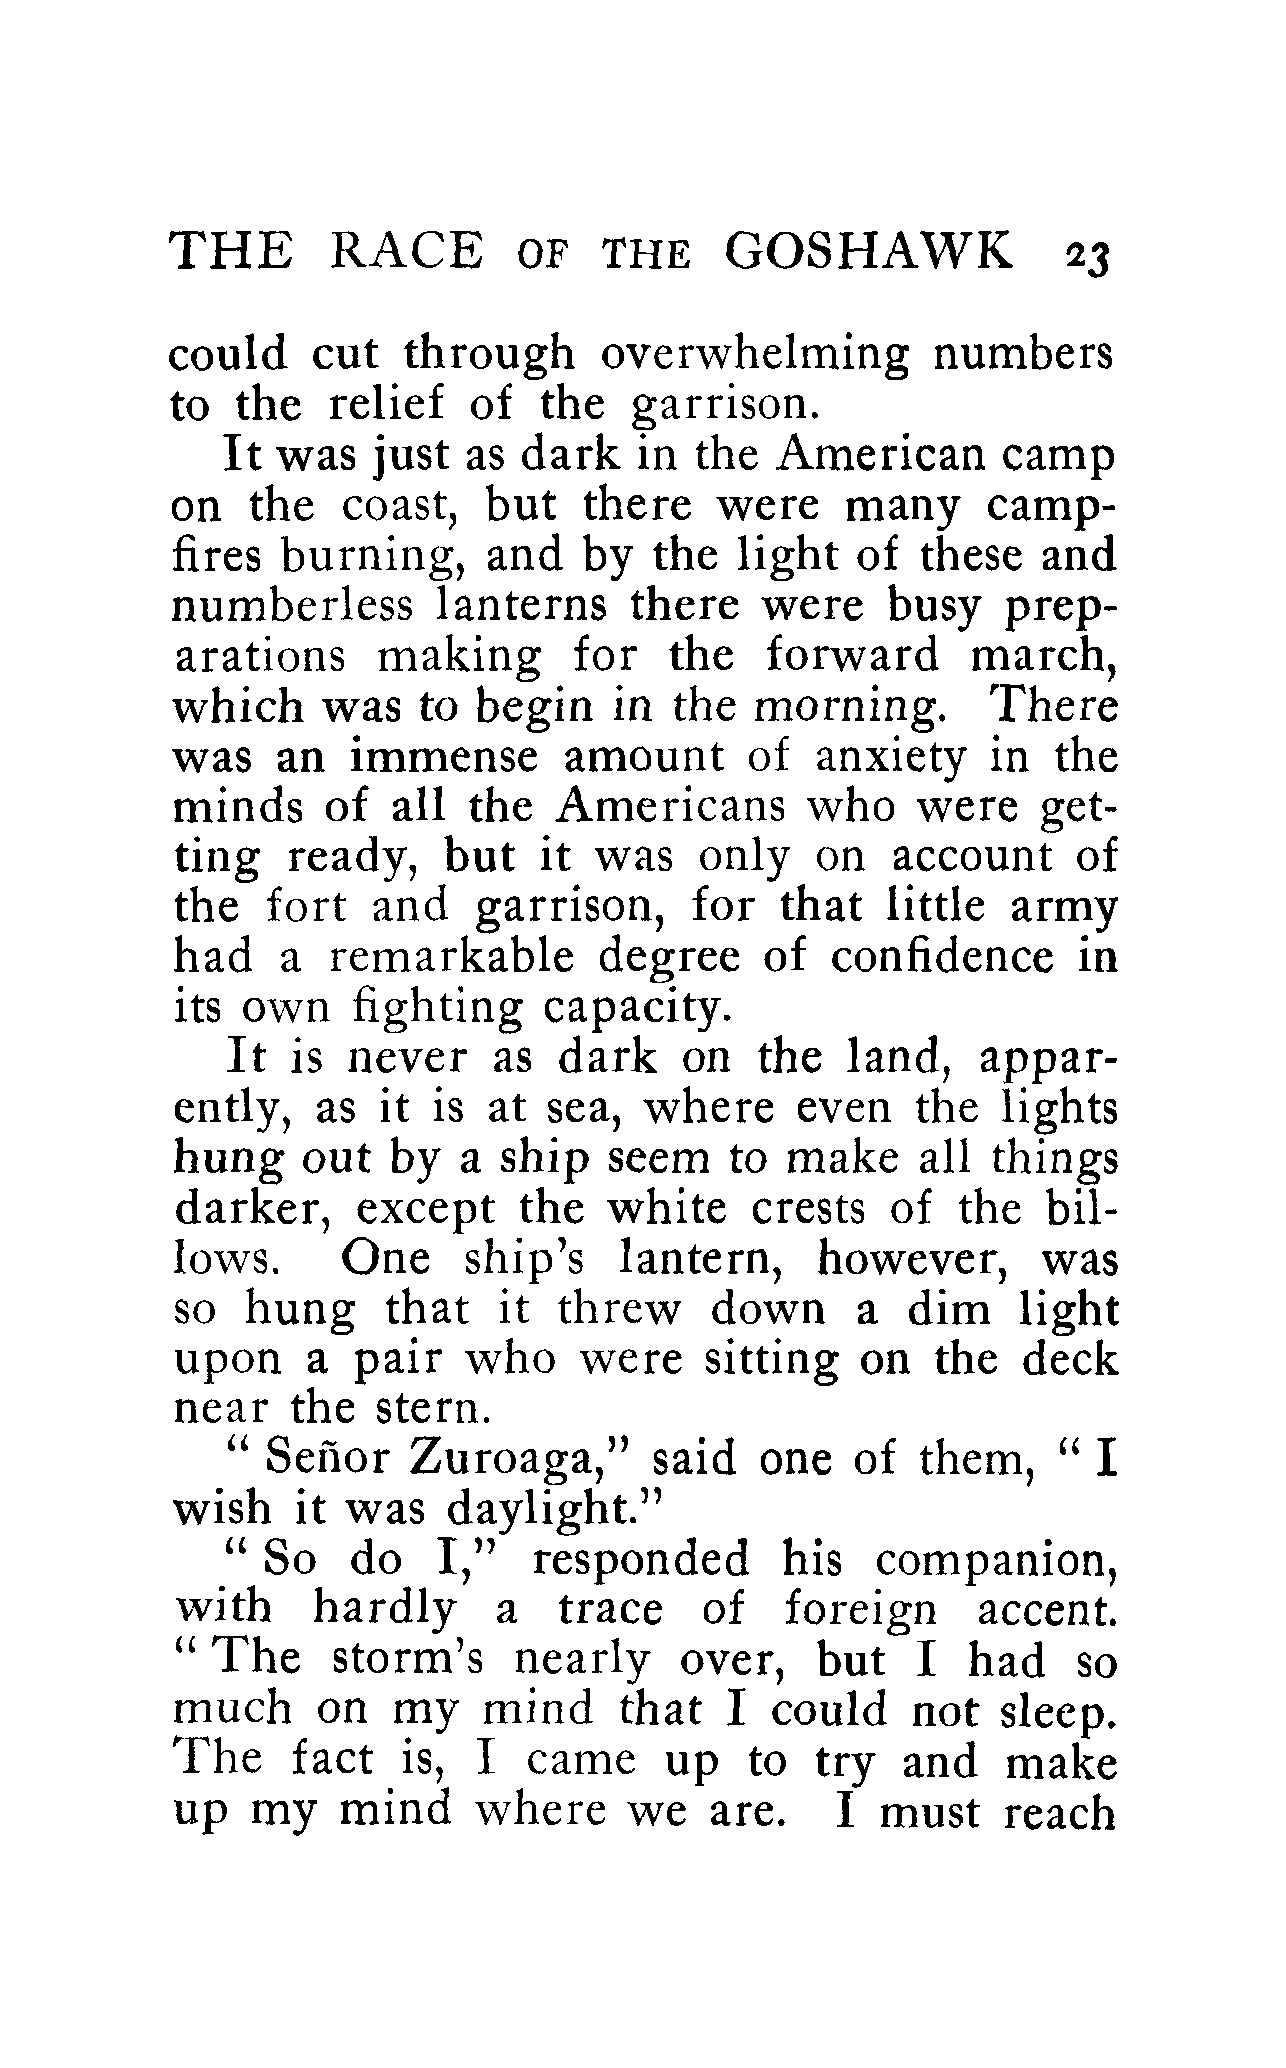 THE RACE OF THE GOSHAWK 23
could cut through overwhelming numbers
to the relief of the garrison.
It was just as dark in the American camp
on the coast, but there were many camp-
fires burning, and by the light of these and
numberless lanterns there were busy prep-
arations making for the forward march,
which was to begin in the morning. There
was an immense amount of anxiety in the
minds of all the Americans who were get-
ting ready, but it was only on account of
the fort and garrison, for that little army
had a remarkable degree of confidence in
its own fighting capacity.
It is never as dark on the land, appar-
ently, as it is at sea, where even the lights
hung out by a ship seem to make all things
darker, except the white crests of the bil-
lows. One ship's lantern, however, was
so hung that it threw down a dim light
upon a pair who were sitting on the deck
near the stern.
" Señor Zuroaga," said one of them, " I
wish it was daylight."
" So do I," responded his companion,
with hardly a trace of foreign accent.
" The storm's nearly over, but I had so
much on my mind that I could not sleep.
The fact is, I came up to try and make
up my mind where we are. I must reach